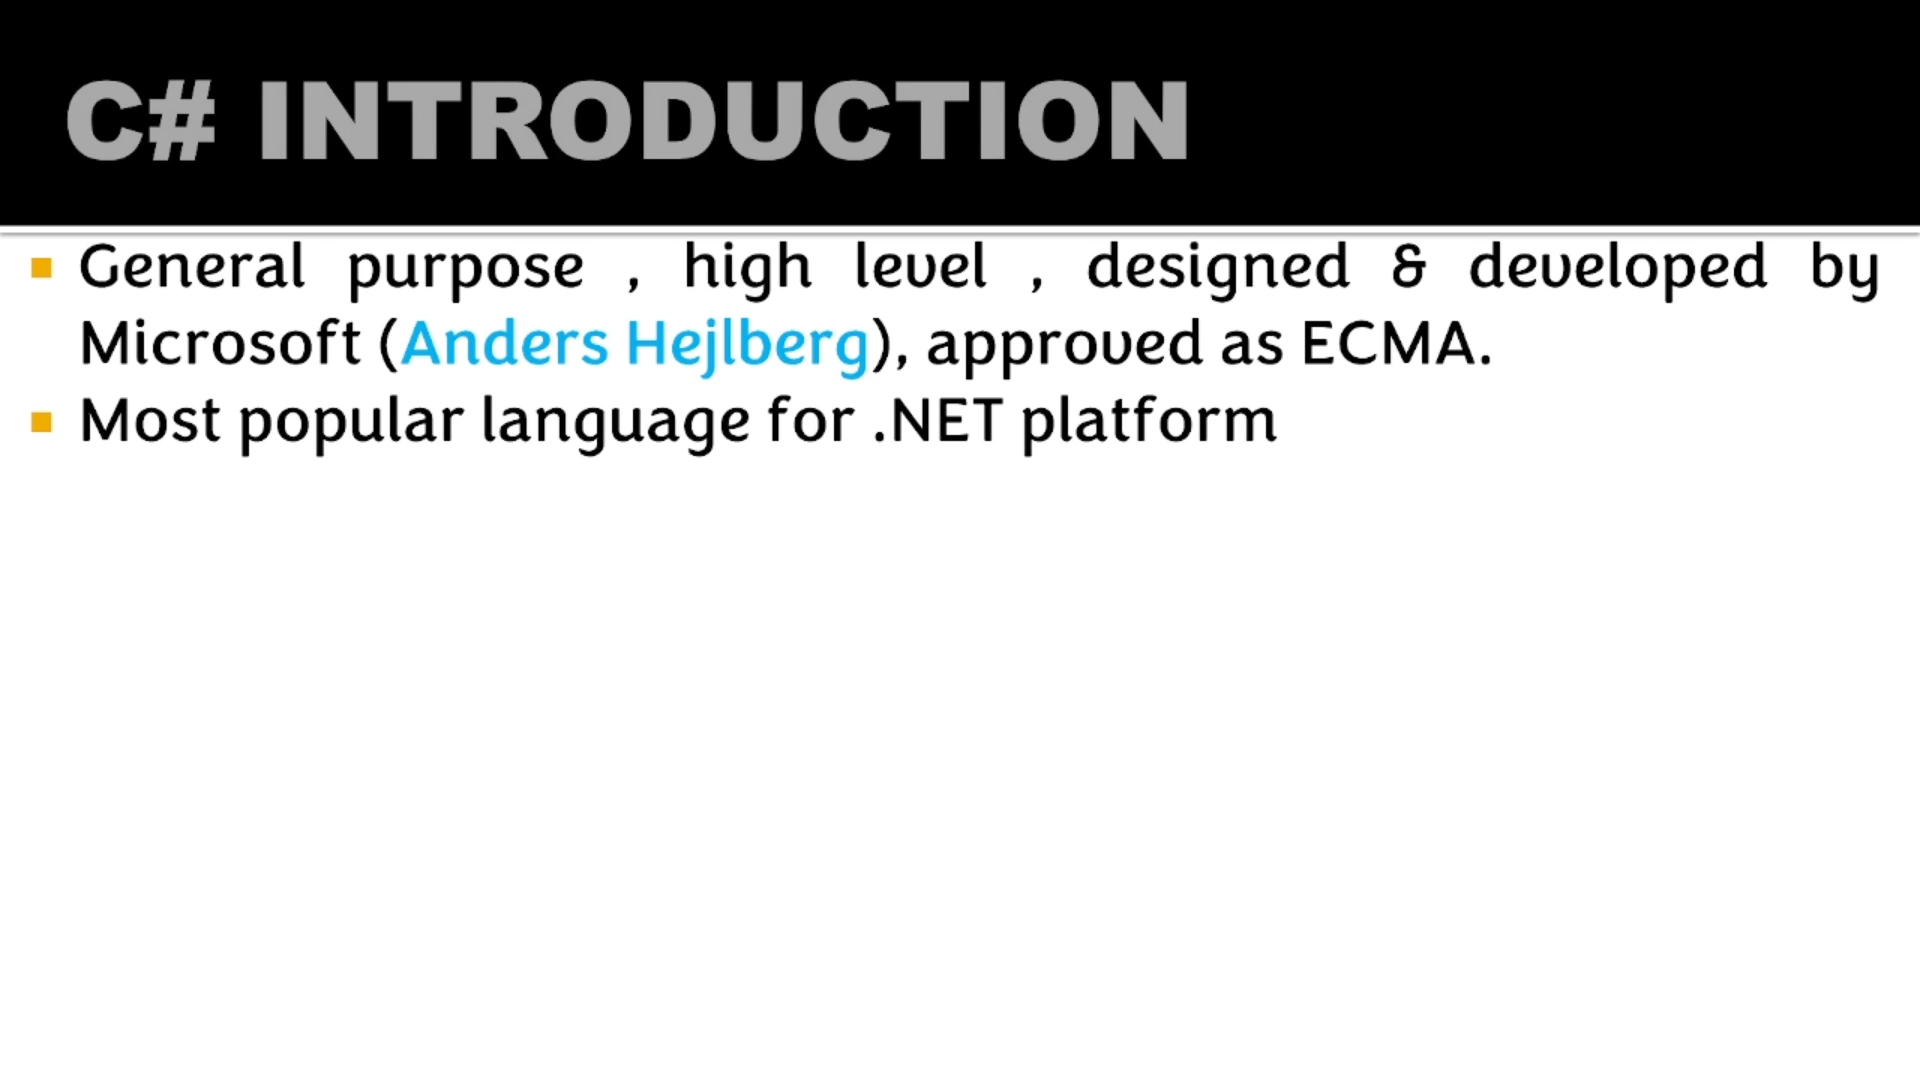 C# INTRODUCTION
General purpose , high level , designed & developed by
Microsoft (Anders Hejlberg), approved as ECMA.
Most popular language for .NET platform